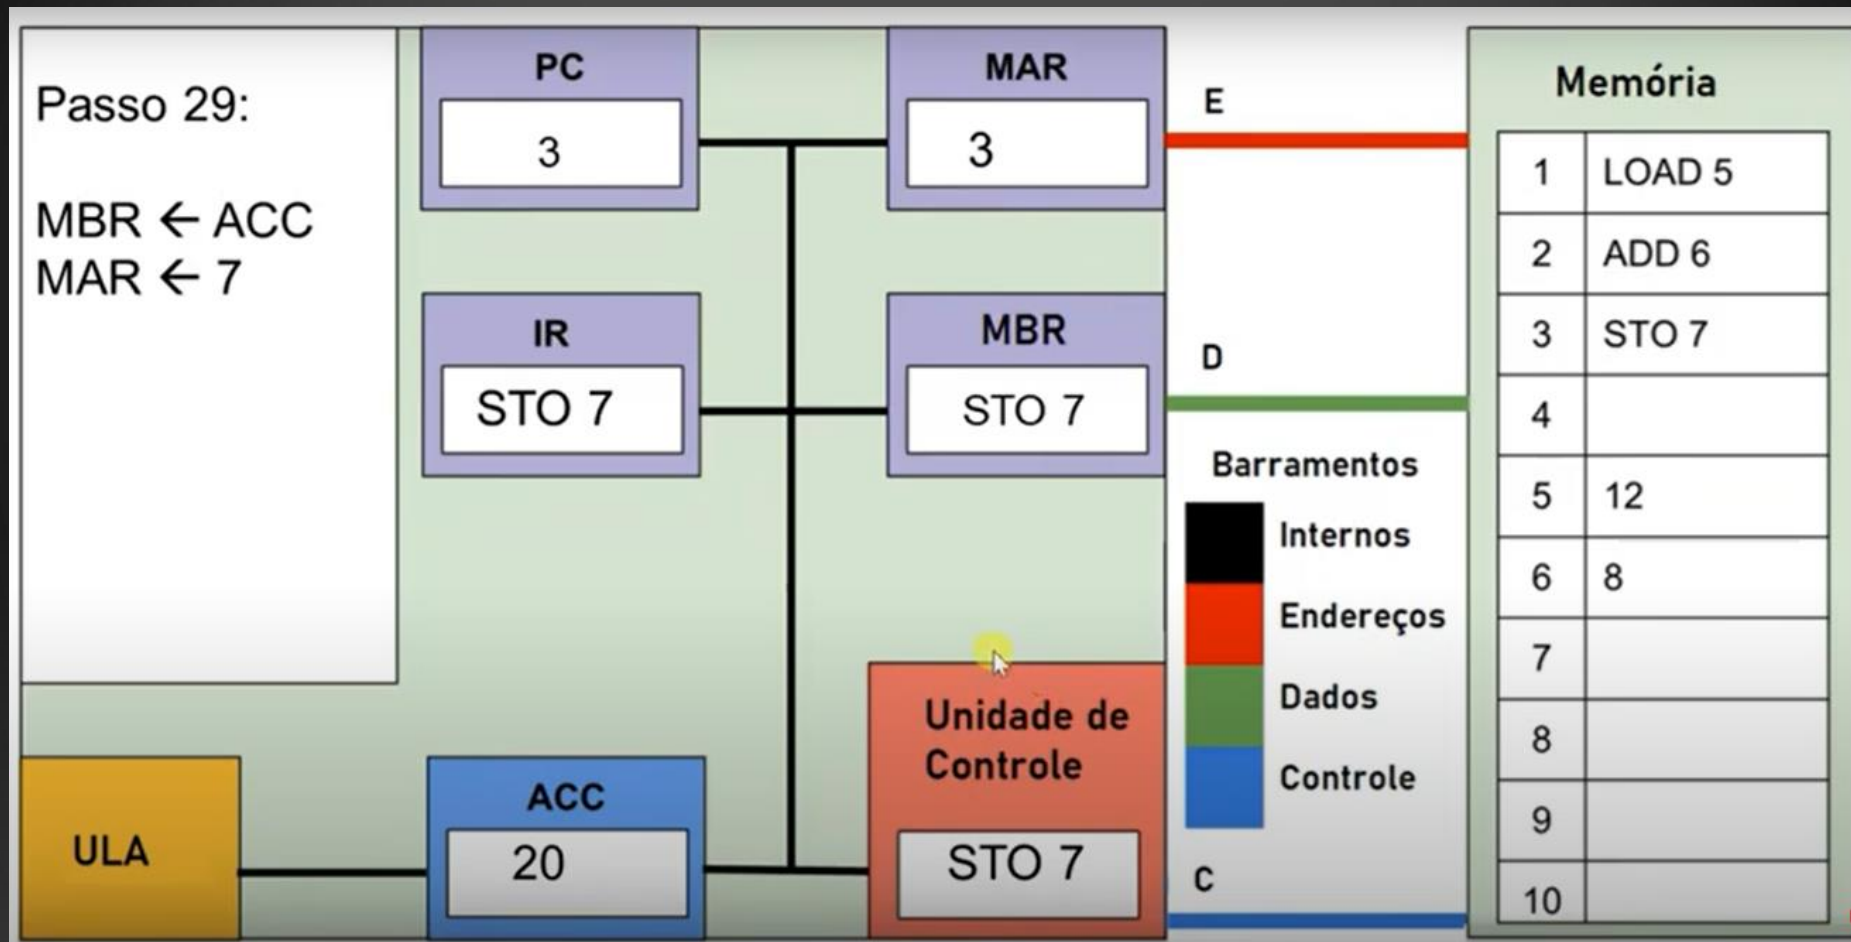 Passo 29:
MBR ← ACC
MAR ← 7
PC
3
MAR
3
IR
STO 7
MBR
STO 7
ULA
ACC
20
Unidade de
Controle
STO 7
E
D
Barramentos
Internos
Endereços
Dados
Controle
C
Memória
1 LOAD 5
2 ADD 6
3 STO 7
4
5 12
6 8
7
8
9
10